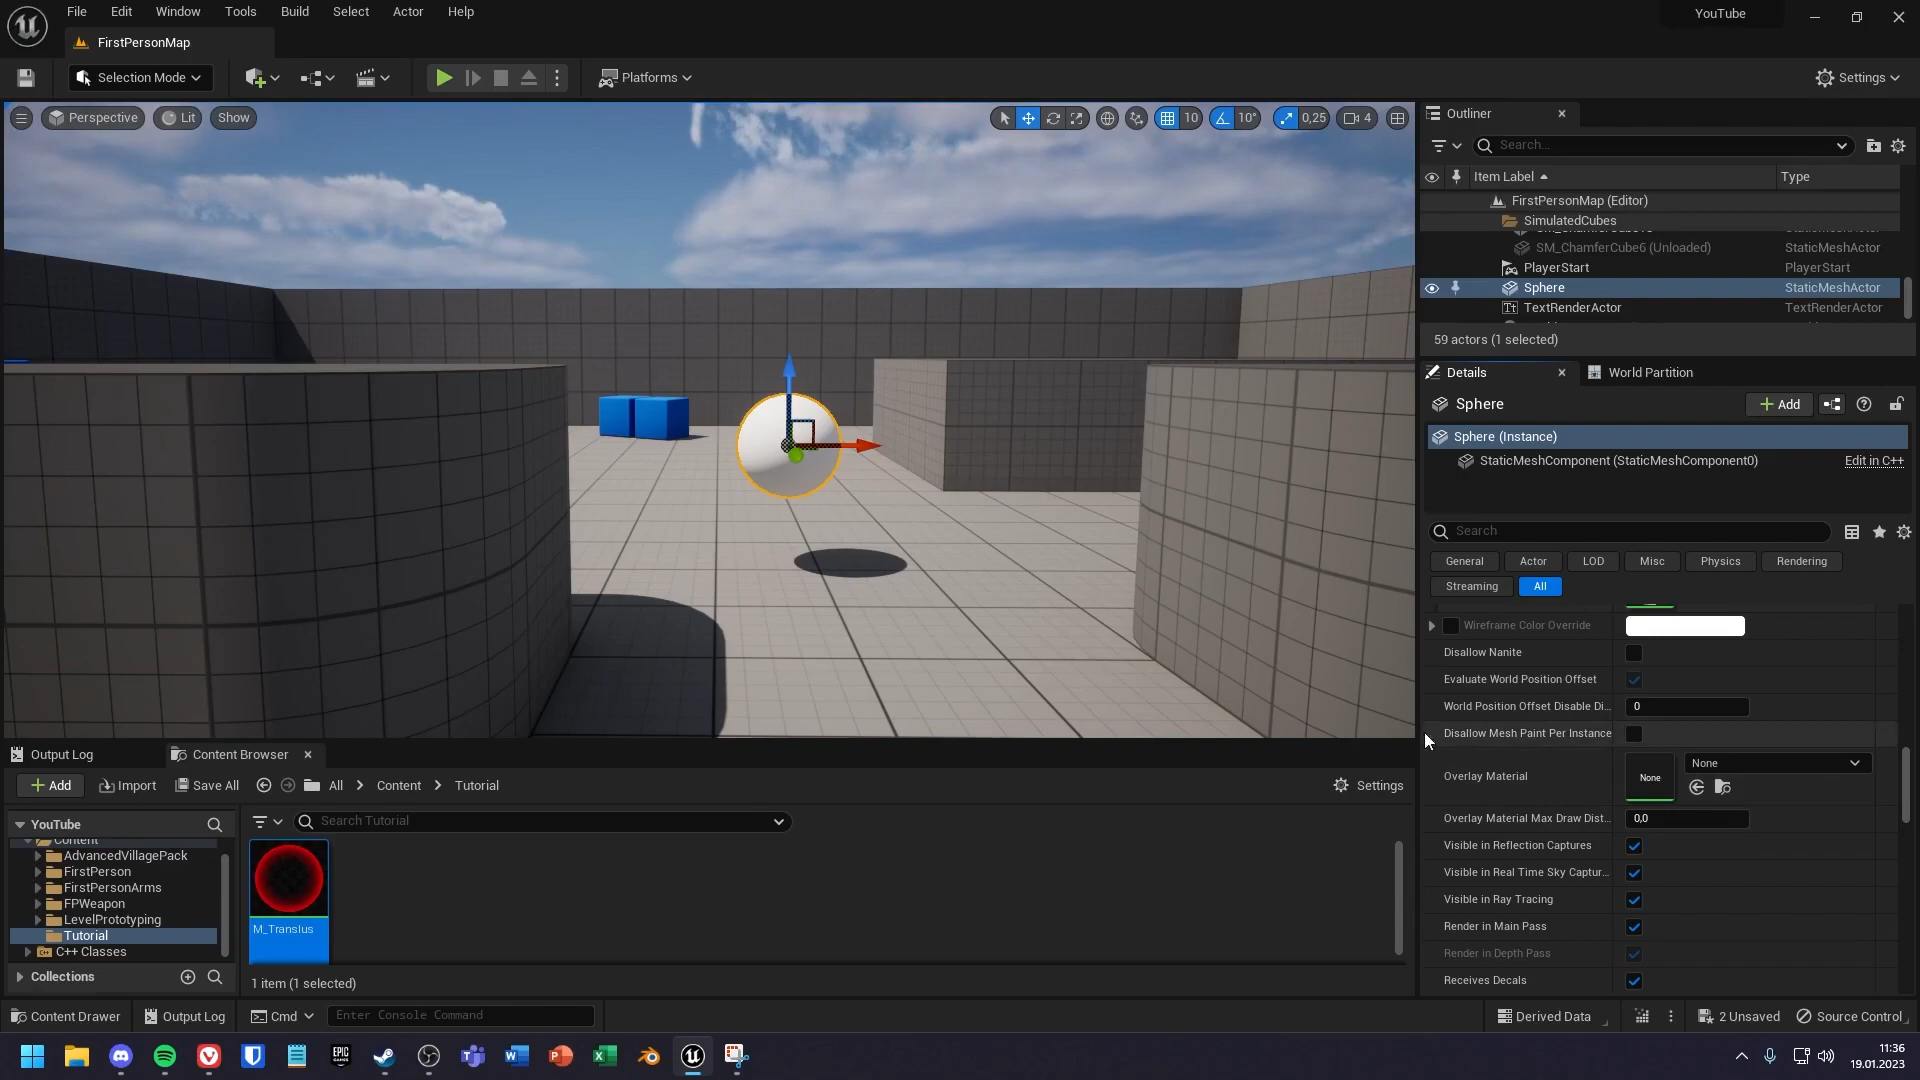 File Edit Window Tools Build Select Actor Help
YouTube
FirstPersonMap
Selection Mode
Platforms
Settings
Perspective Lit Show
10 10° 0,25 4
Outliner
Search...
Item Label Type
FirstPersonMap (Editor)
SimulatedCubes
SM_ChamferCube6 (Unloaded) StaticMeshActor
PlayerStart PlayerStart
Sphere StaticMeshActor
TextRenderActor TextRenderActor
59 actors (1 selected)
Details World Partition
Sphere
Add
Sphere (Instance)
StaticMeshComponent (StaticMeshComponent0) Edit in C++
Search
General Actor LOD Misc Physics Rendering
Streaming All
Wireframe Color Override
Disallow Nanite
Evaluate World Position Offset
World Position Offset Disable Di... 0
Disallow Mesh Paint Per Instance
Overlay Material None None
Overlay Material Max Draw Dist... 0,0
Visible in Reflection Captures
Visible in Real Time Sky Captur...
Visible in Ray Tracing
Render in Main Pass
Render in Depth Pass
Receives Decals
Output Log Content Browser
Add Import Save All All Content Tutorial Settings
YouTube
Search Tutorial
Content
AdvancedVillagePack
FirstPerson
FirstPersonArms
FPWeapon
LevelPrototyping
Tutorial
C++ Classes
Collections
M_Translus
1 item (1 selected)
Content Drawer Output Log Cmd Enter Console Command
Derived Data 2 Unsaved Source Control
EPIC GAMES
11:36
19.01.2023